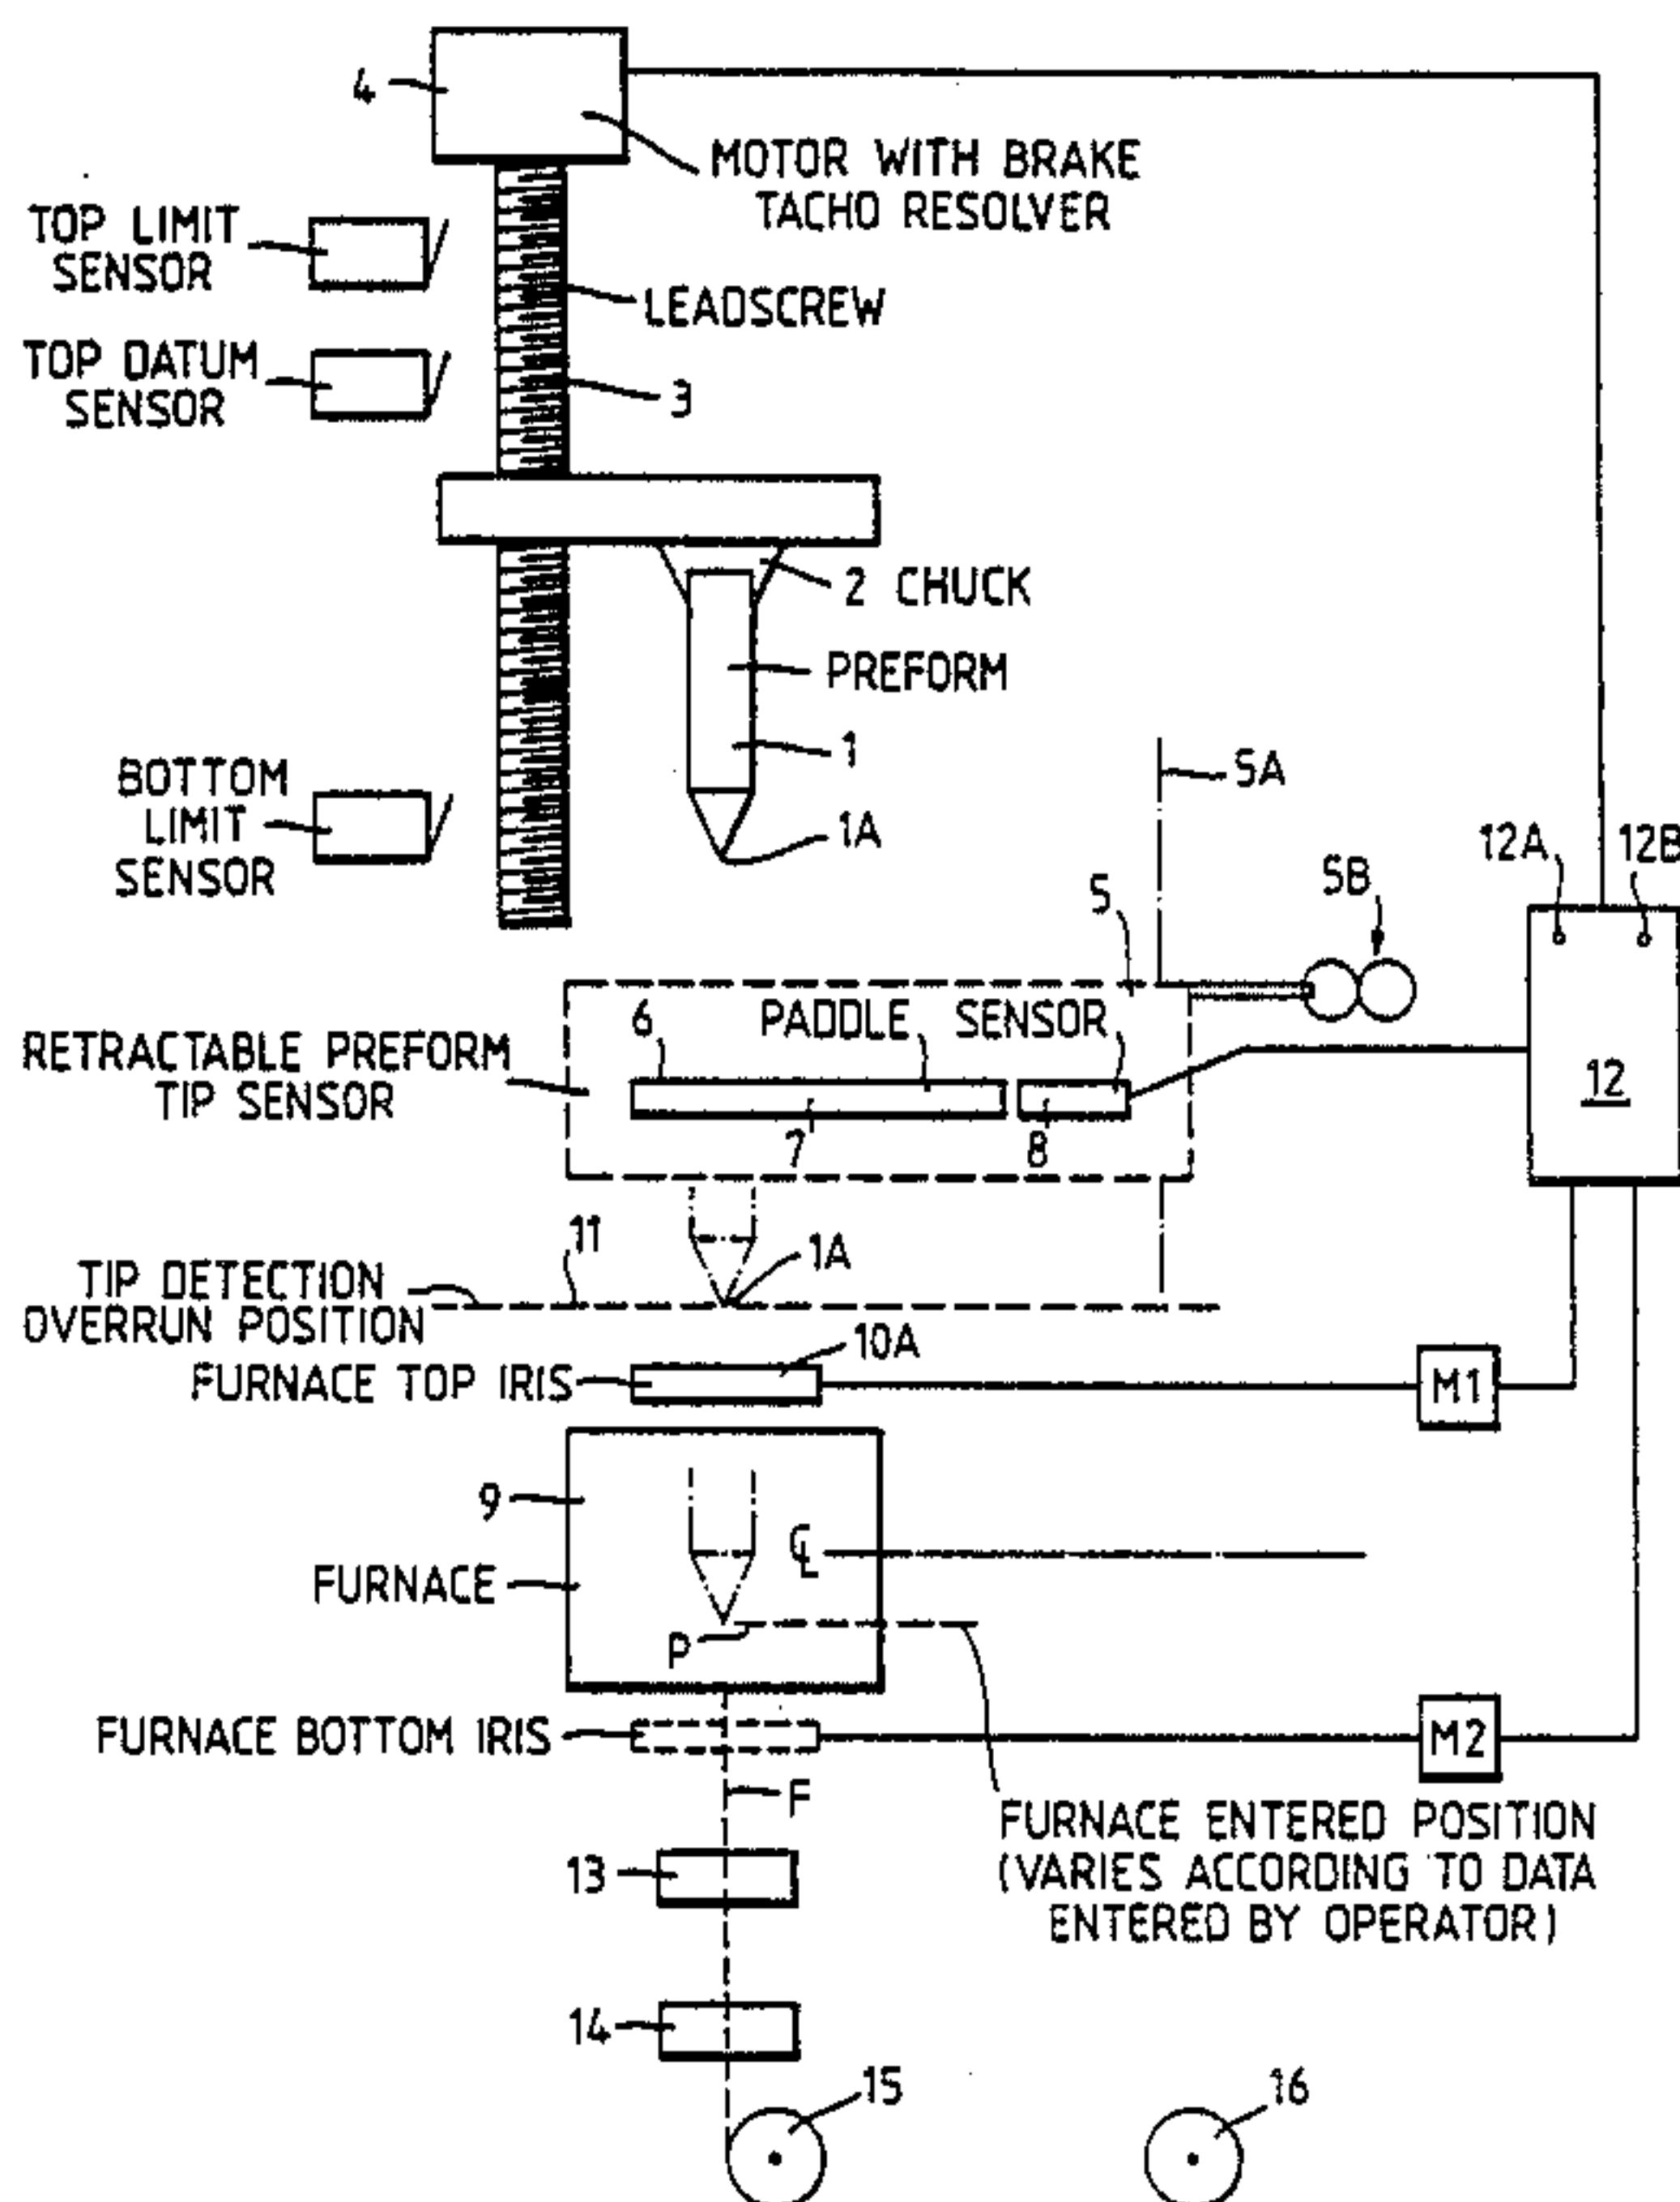 4
MOTOR WITH BRAKE
TACHO RESOLVER
TOP LIMIT
SENSOR
LEADSCREW
TOP DATUM
SENSOR
3
2 CHUCK
PREFORM
1
BOTTOM
LIMIT
SENSOR
1A
5A
12A
12B
5B
5
6
PADDLE SENSOR
RETRACTABLE PREFORM
TIP SENSOR
7
8
12
11
1A
TIP DETECTION
OVERRUN POSITION
10A
FURNACE TOP IRIS
M1
9
℄
FURNACE
P
FURNACE BOTTOM IRIS
M2
F
FURNACE ENTERED POSITION
(VARIES ACCORDING TO DATA
ENTERED BY OPERATOR)
13
14
15
16